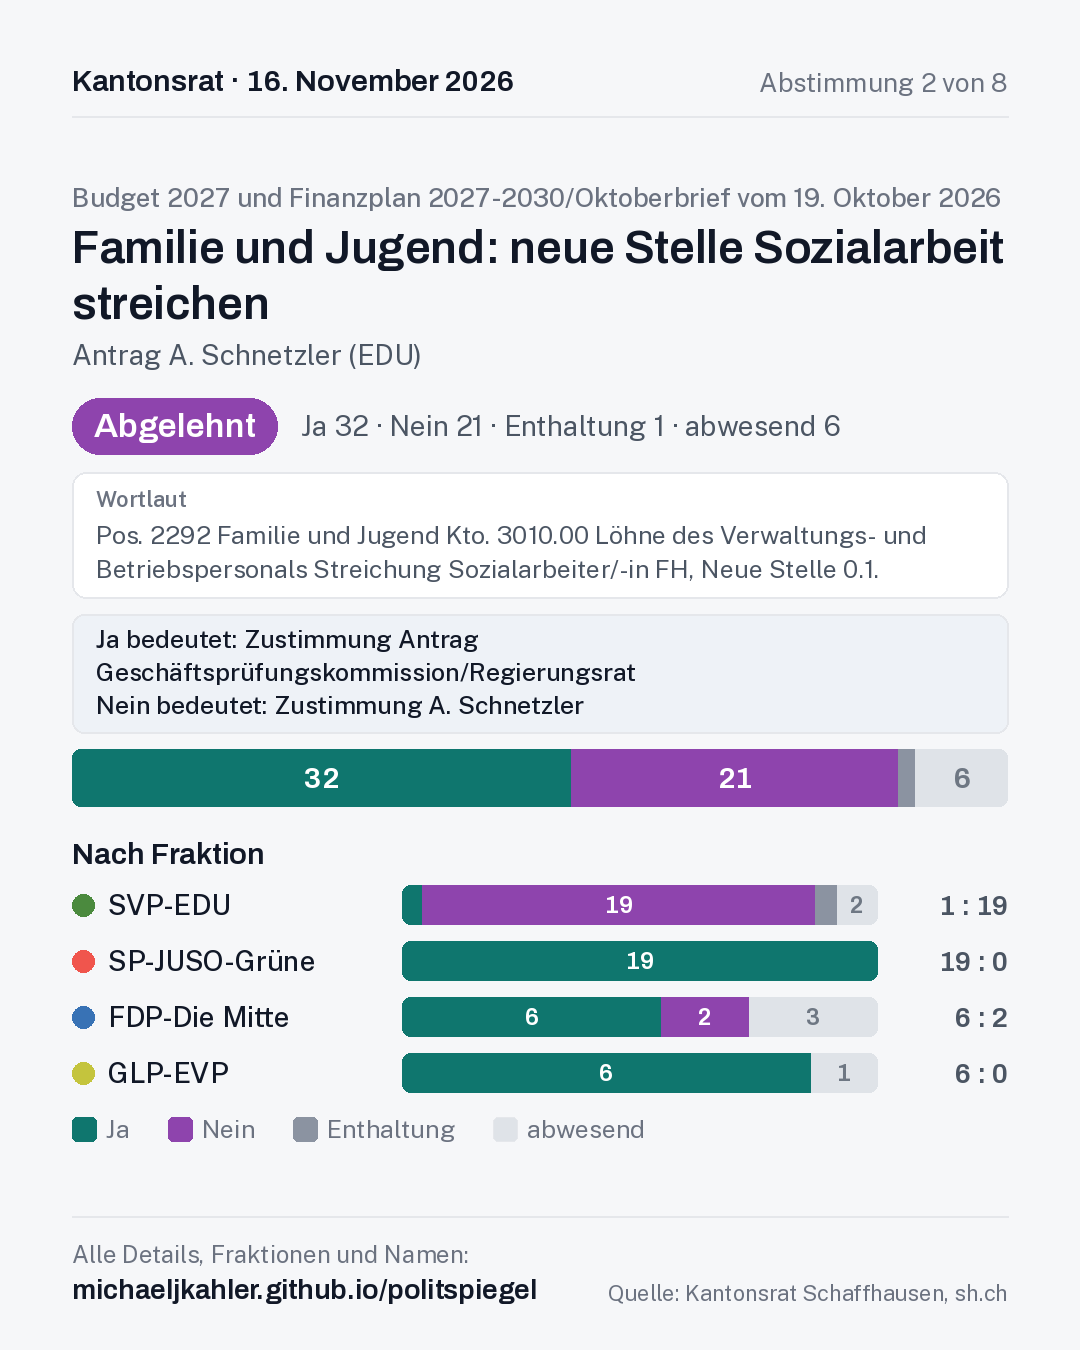 Kantonsrat · 16. November 2026
Abstimmung 2 von 8
Budget 2027 und Finanzplan 2027-2030/Oktoberbrief vom 19. Oktober 2026
Familie und Jugend: neue Stelle Sozialarbeit
streichen
Antrag A. Schnetzler (EDU)
Abgelehnt
Ja 32 · Nein 21 · Enthaltung 1 · abwesend 6
Wortlaut
Pos. 2292 Familie und Jugend Kto. 3010.00 Löhne des Verwaltungs- und
Betriebspersonals Streichung Sozialarbeiter/-in FH, Neue Stelle 0.1.
Ja bedeutet: Zustimmung Antrag
Geschäftsprüfungskommission/Regierungsrat
Nein bedeutet: Zustimmung A. Schnetzler
32 21 6
Nach Fraktion
SVP-EDU 19 2 1 : 19
SP-JUSO-Grüne 19 19 : 0
FDP-Die Mitte 6 2 3 6 : 2
GLP-EVP 6 1 6 : 0
Ja Nein Enthaltung abwesend
Alle Details, Fraktionen und Namen:
michaeljkahler.github.io/politspiegel
Quelle: Kantonsrat Schaffhausen, sh.ch